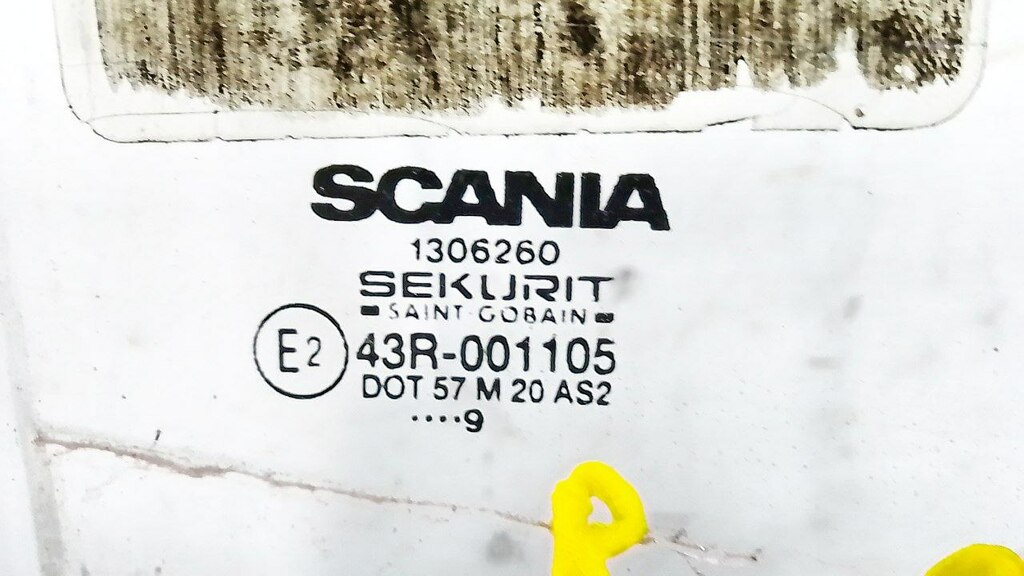 SCANIA
1306260
SEKURIT
SAINT-GOBAIN
E2 43R-001105
DOT 57 M 20 AS2
....9
P